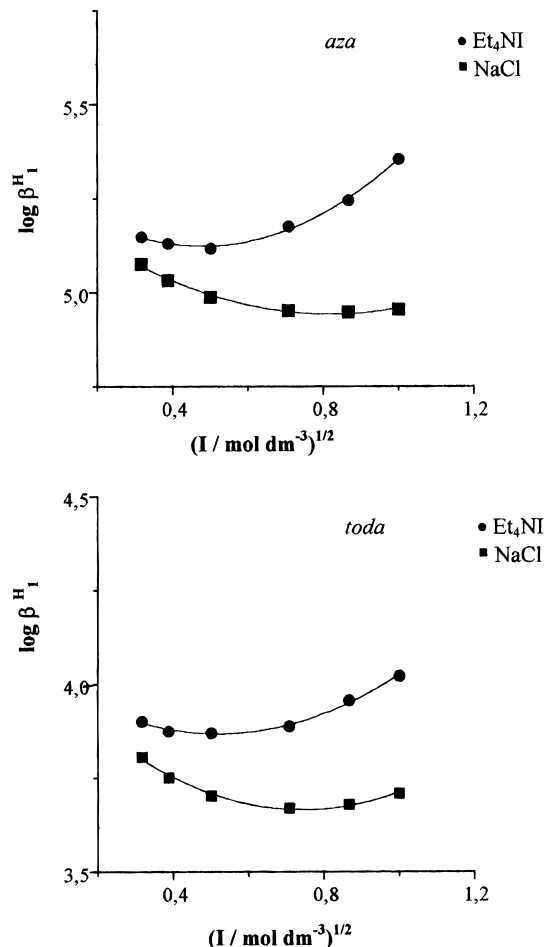 aza
● Et₄NI
■ NaCl
5,5
log β^H_1
5,0
0,4 0,8 1,2
(I / mol dm⁻³)^1/2
4,5
toda
● Et₄NI
■ NaCl
log β^H_1
4,0
3,5
0,4 0,8 1,2
(I / mol dm⁻³)^1/2